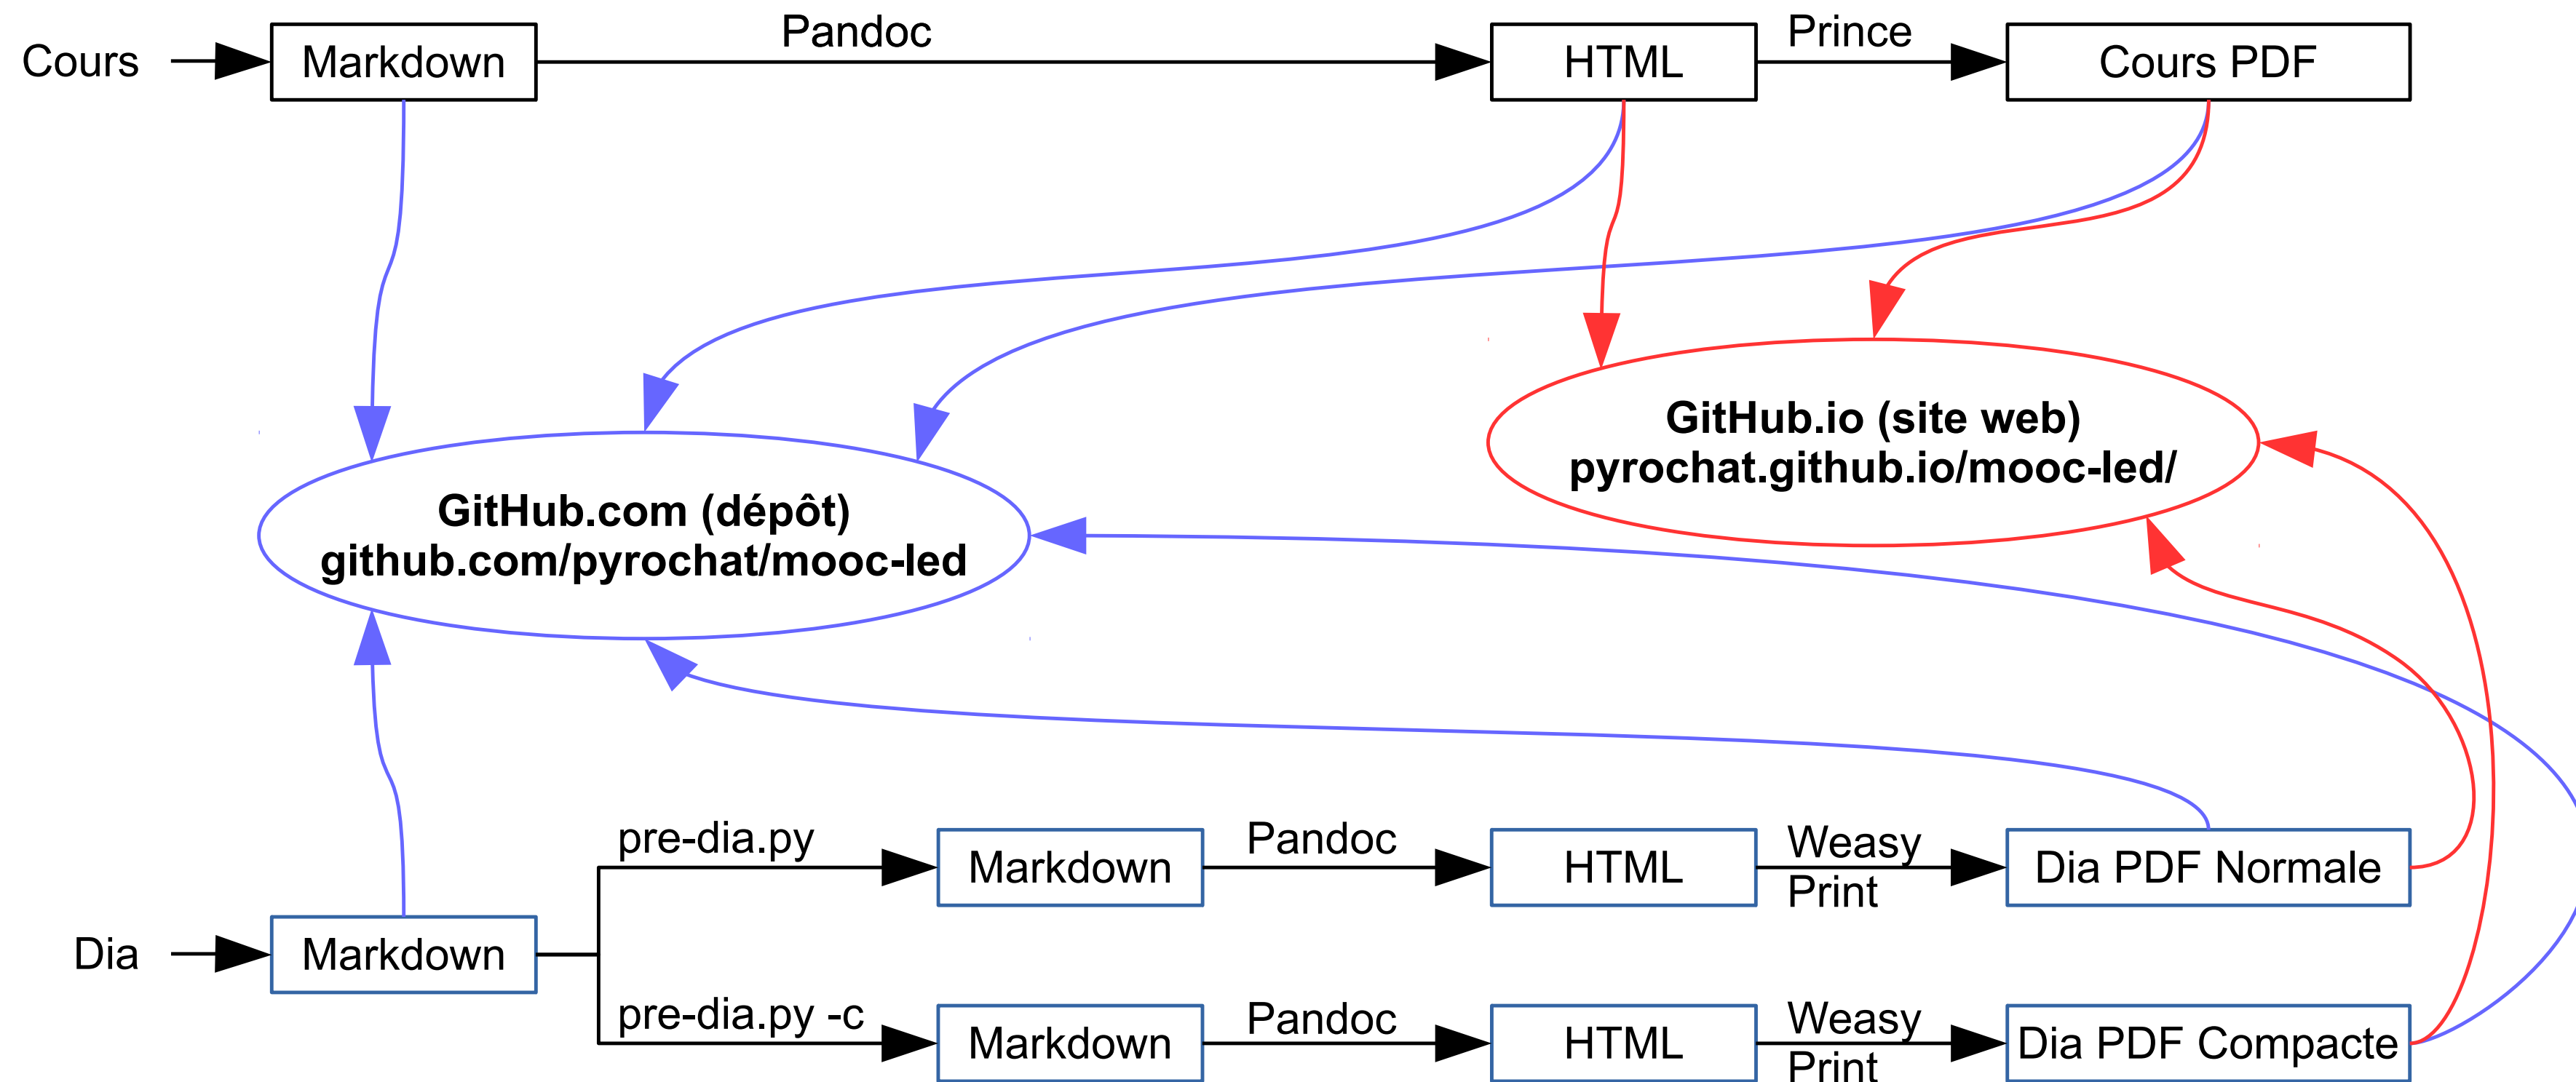 Cours
Markdown
Pandoc
HTML
Prince
Cours PDF
GitHub.io (site web)
pyrochat.github.io/mooc-led/
GitHub.com (dépôt)
github.com/pyrochat/mooc-led
Dia
Markdown
pre-dia.py
Markdown
Pandoc
HTML
Weasy
Print
Dia PDF Normale
pre-dia.py -c
Markdown
Pandoc
HTML
Weasy
Print
Dia PDF Compacte